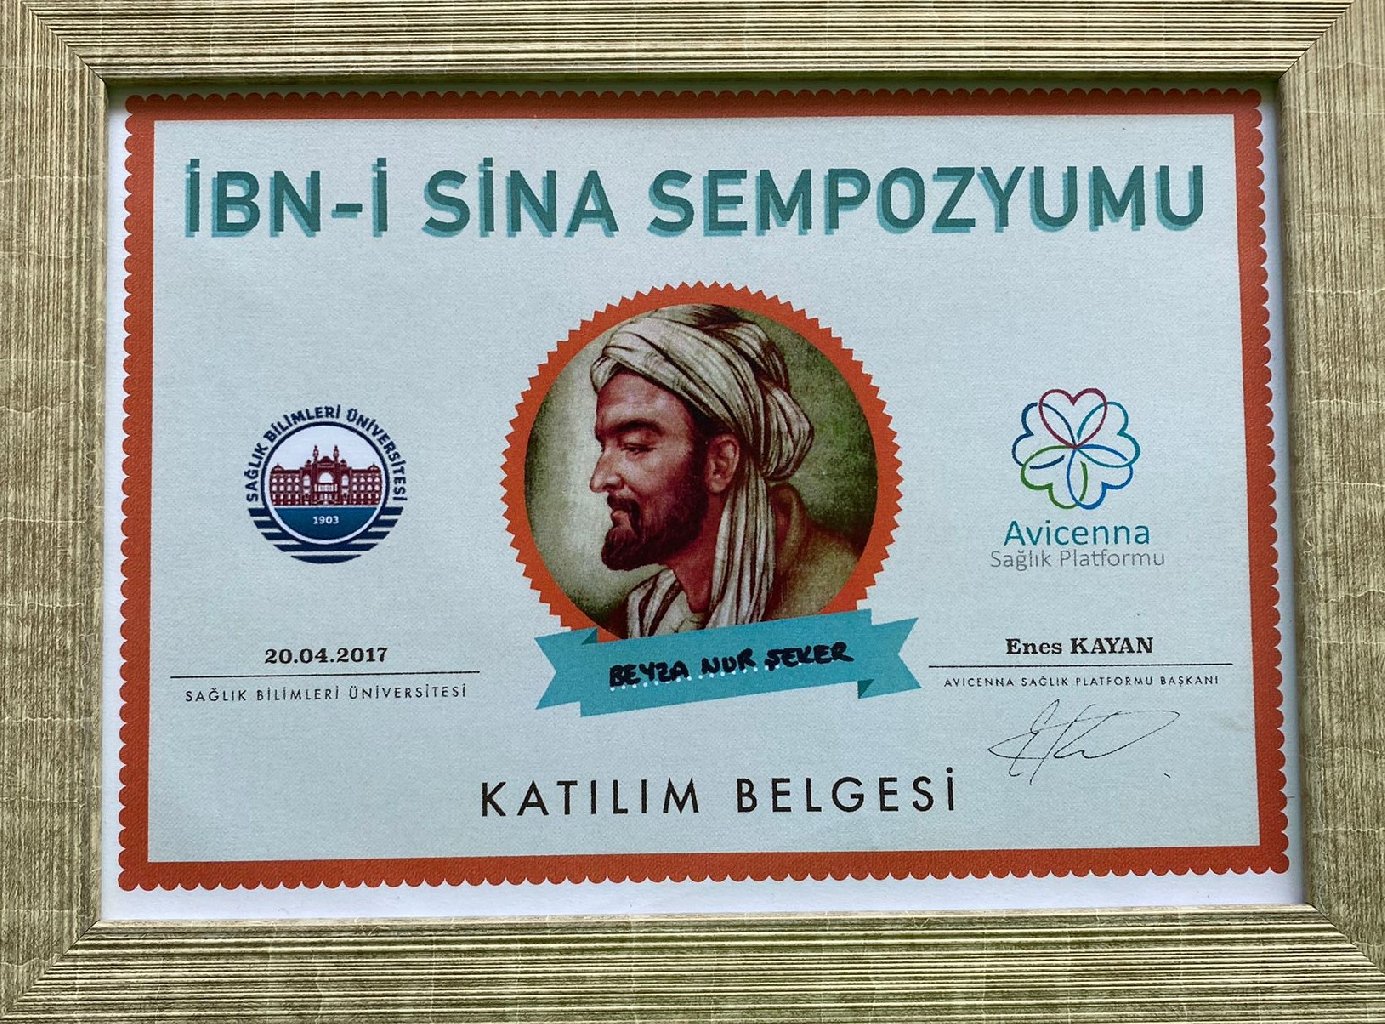 İBN-İ SİNA SEMPOZYUMU
SAĞLIK BİLİMLERİ ÜNİVERSİTESİ
1903
Avicenna
Sağlık Platformu
20.04.2017
SAĞLIK BİLİMLERİ ÜNİVERSİTESİ
BEYZA NUR ŞEKER
Enes KAYAN
AVICENNA SAĞLIK PLATFORMU BAŞKANI
KATILIM BELGESİ